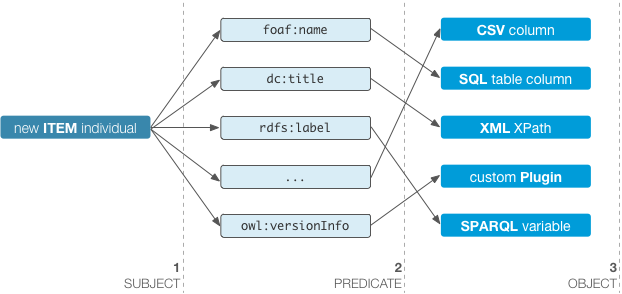 foaf:name
CSV column
dc:title
SQL table column
new ITEM individual
rdfs:label
XML XPath
...
custom Plugin
owl:versionInfo
SPARQL variable
1
2
3
SUBJECT
PREDICATE
OBJECT